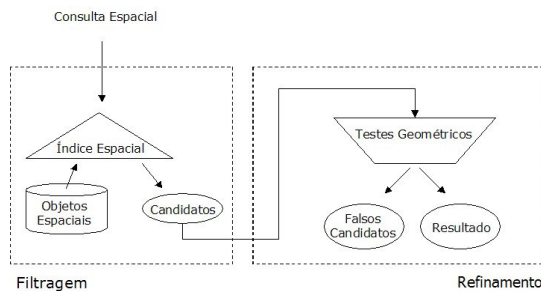 Consulta Espacial
Índice Espacial
Objetos
Espaciais
Candidatos
Filtragem
Testes Geométricos
Falsos
Candidatos
Resultado
Refinamento